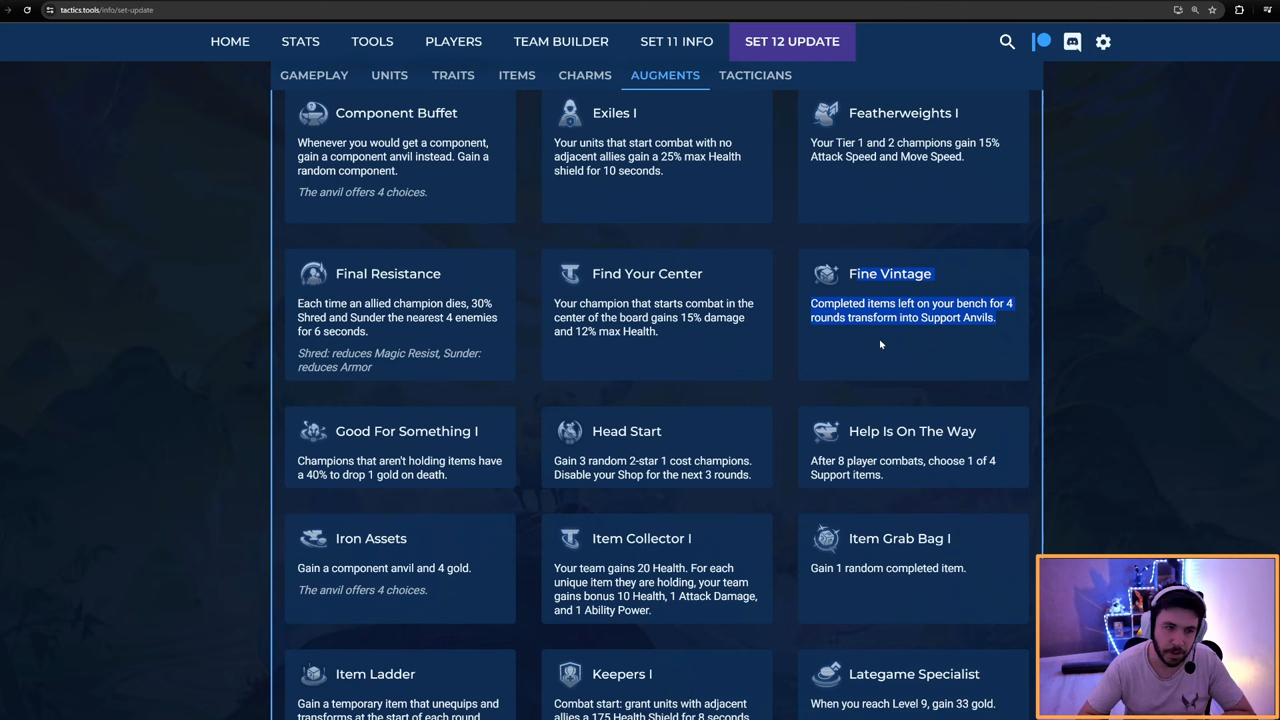 tactics.tools/info/set-update
HOME
STATS
TOOLS
PLAYERS
TEAM BUILDER
SET 11 INFO
SET 12 UPDATE
GAMEPLAY
UNITS
TRAITS
ITEMS
CHARMS
AUGMENTS
TACTICIANS
Component Buffet
Whenever you would get a component,
gain a component anvil instead. Gain a
random component.
The anvil offers 4 choices.
Exiles I
Your units that start combat with no
adjacent allies gain a 25% max Health
shield for 10 seconds.
Featherweights I
Your Tier 1 and 2 champions gain 15%
Attack Speed and Move Speed.
Final Resistance
Each time an allied champion dies, 30%
Shred and Sunder the nearest 4 enemies
for 6 seconds.
Shred: reduces Magic Resist, Sunder:
reduces Armor
Find Your Center
Your champion that starts combat in the
center of the board gains 15% damage
and 12% max Health.
Fine Vintage
Completed items left on your bench for 4
rounds transform into Support Anvils.
Good For Something I
Champions that aren't holding items have
a 40% to drop 1 gold on death.
Head Start
Gain 3 random 2-star 1 cost champions.
Disable your Shop for the next 3 rounds.
Help Is On The Way
After 8 player combats, choose 1 of 4
Support items.
Iron Assets
Gain a component anvil and 4 gold.
The anvil offers 4 choices.
Item Collector I
Your team gains 20 Health. For each
unique item they are holding, your team
gains bonus 10 Health, 1 Attack Damage,
and 1 Ability Power.
Item Grab Bag I
Gain 1 random completed item.
Item Ladder
Gain a temporary item that unequips and
transforms at the start of each round.
Keepers I
Combat start: grant units with adjacent
allies a 175 Health Shield for 8 seconds.
Lategame Specialist
When you reach Level 9, gain 33 gold.